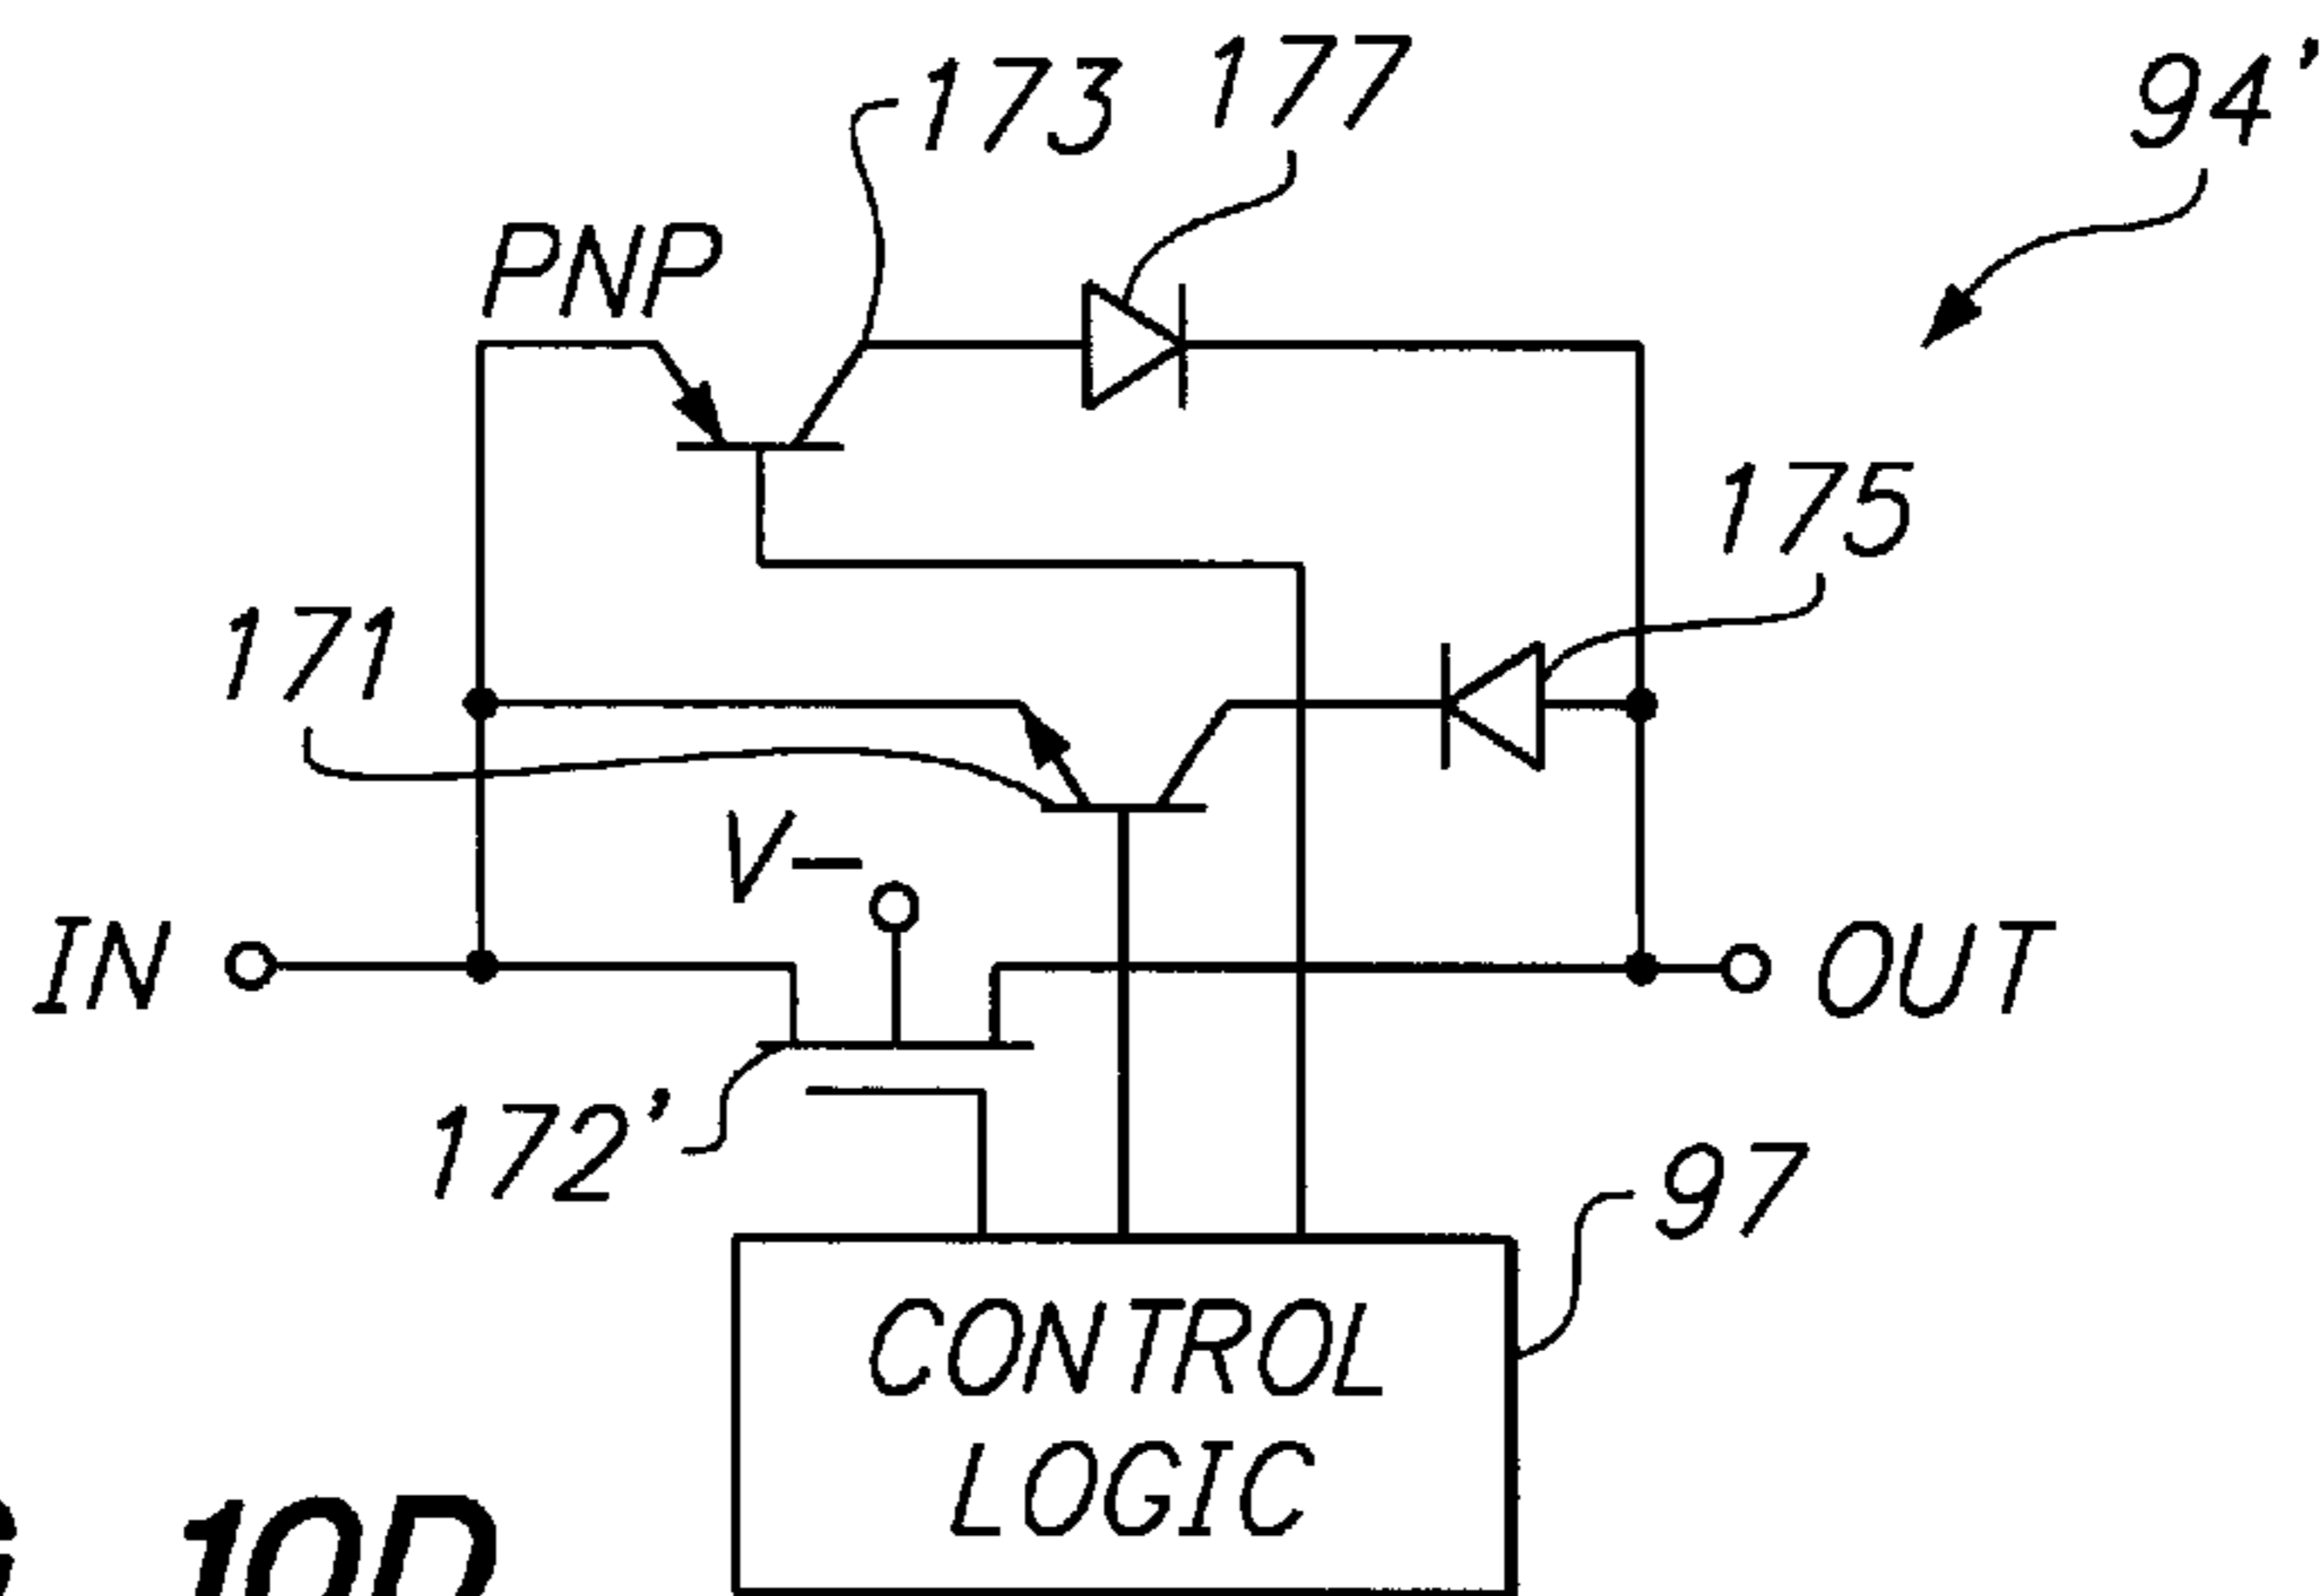 173
177
94'
PNP
175
171
V-
IN
OUT
172'
97
CONTROL
LOGIC
10D